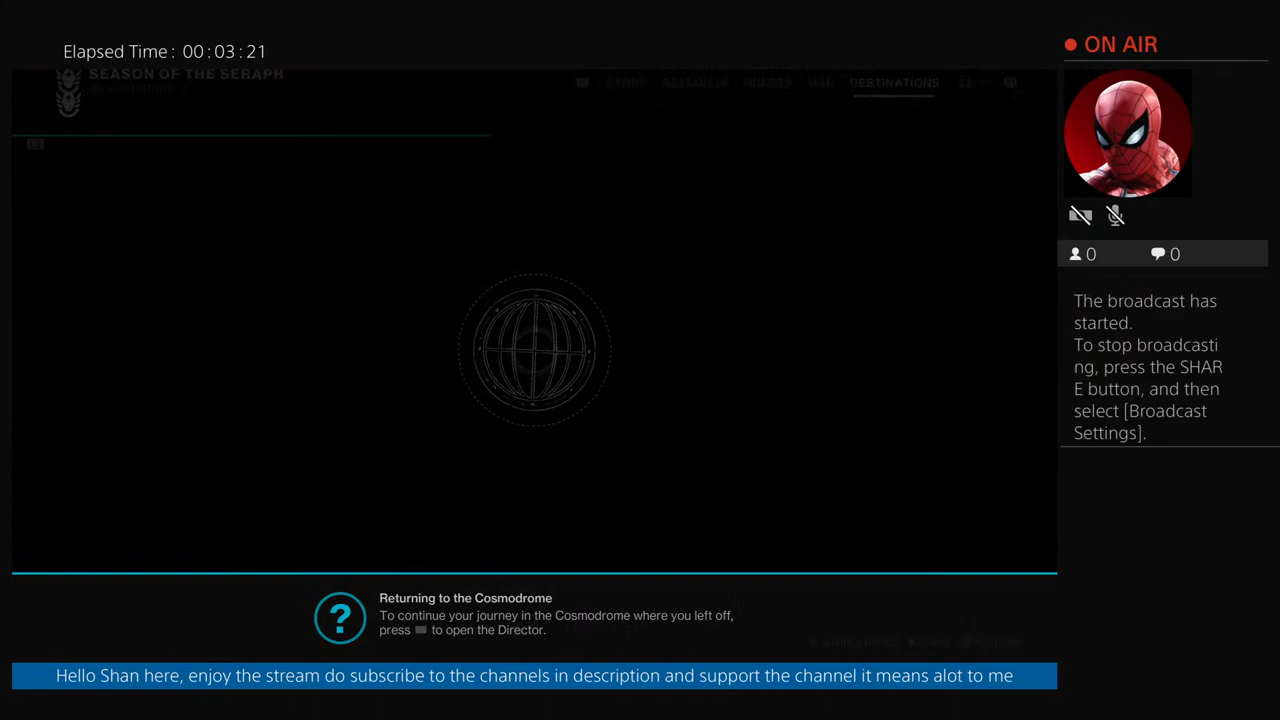 Elapsed Time: 00:03:21
ON AIR
SEASON OF THE SERAPH
MAP
DESTINATIONS
0
0
The broadcast has
started.
To stop broadcasti
ng, press the SHAR
E button, and then
select [Broadcast
Settings].
Returning to the Cosmodrome
To continue your journey in the Cosmodrome where you left off,
press to open the Director.
Hello Shan here, enjoy the stream do subscribe to the channels in description and support the channel it means alot to me